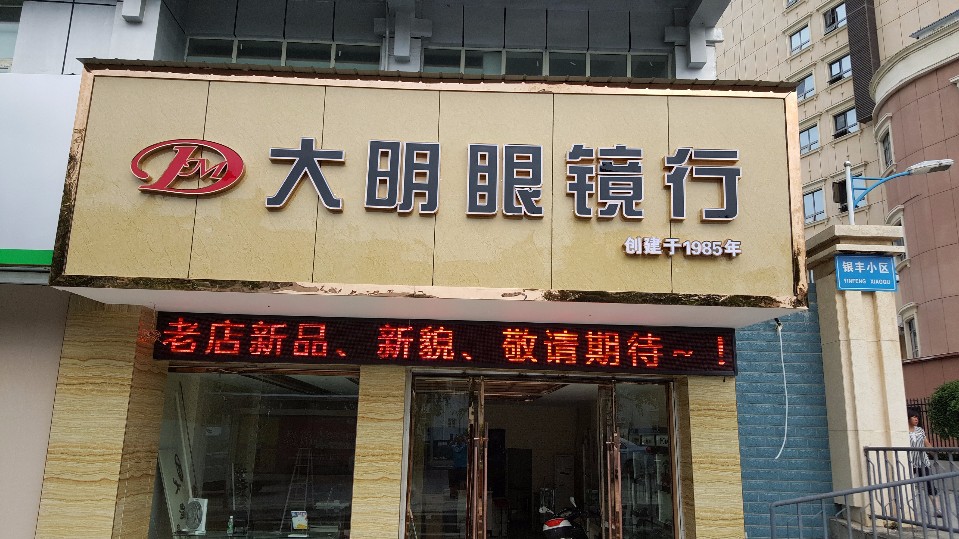 DM
大明眼镜行
创建于1985年
银丰小区
YINFENG XIAOQU
老店新品、新貌、敬请期待~！